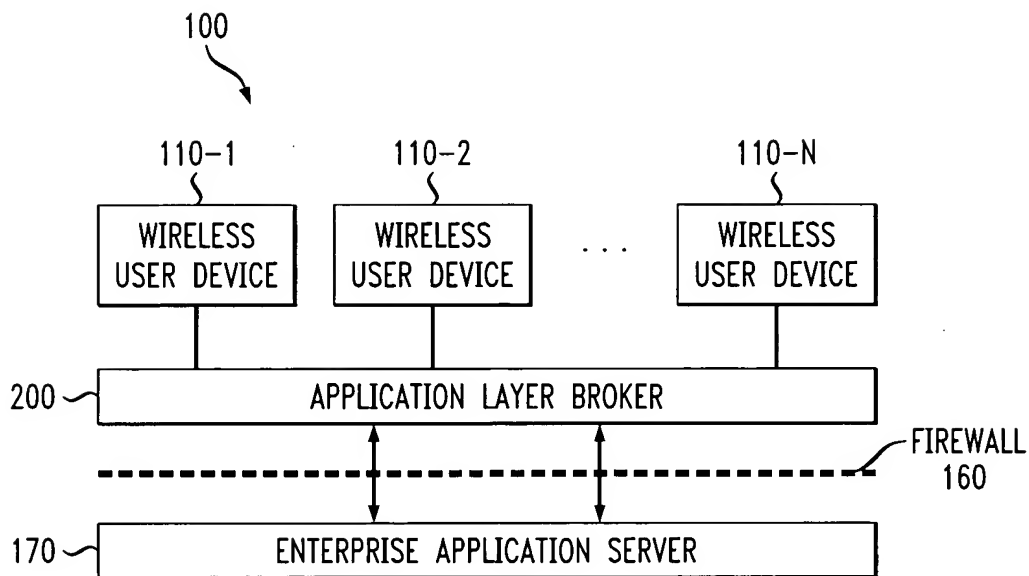 100
110-1 110-2 110-N
WIRELESS USER DEVICE
WIRELESS USER DEVICE
. . .
WIRELESS USER DEVICE
200 APPLICATION LAYER BROKER
FIREWALL
160
170 ENTERPRISE APPLICATION SERVER